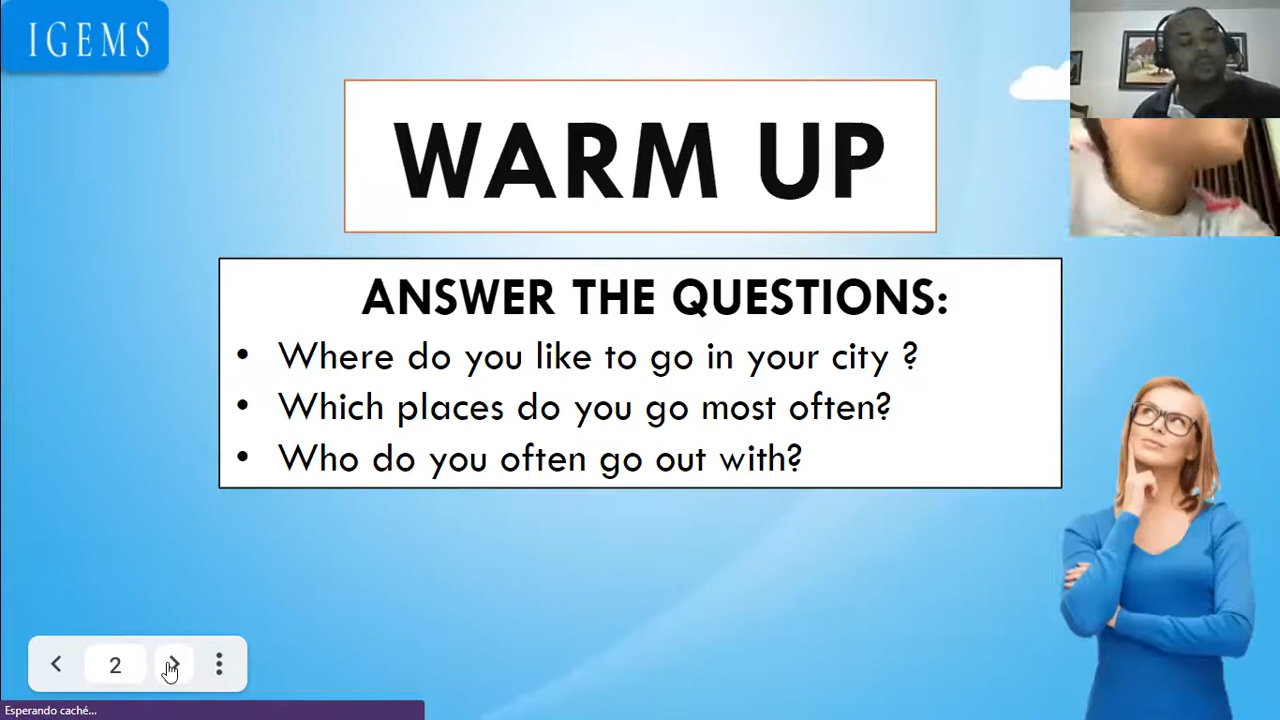 IGEMS
WARM UP
ANSWER THE QUESTIONS:
• Where do you like to go in your city ?
• Which places do you go most often?
• Who do you often go out with?
2
Esperando caché...